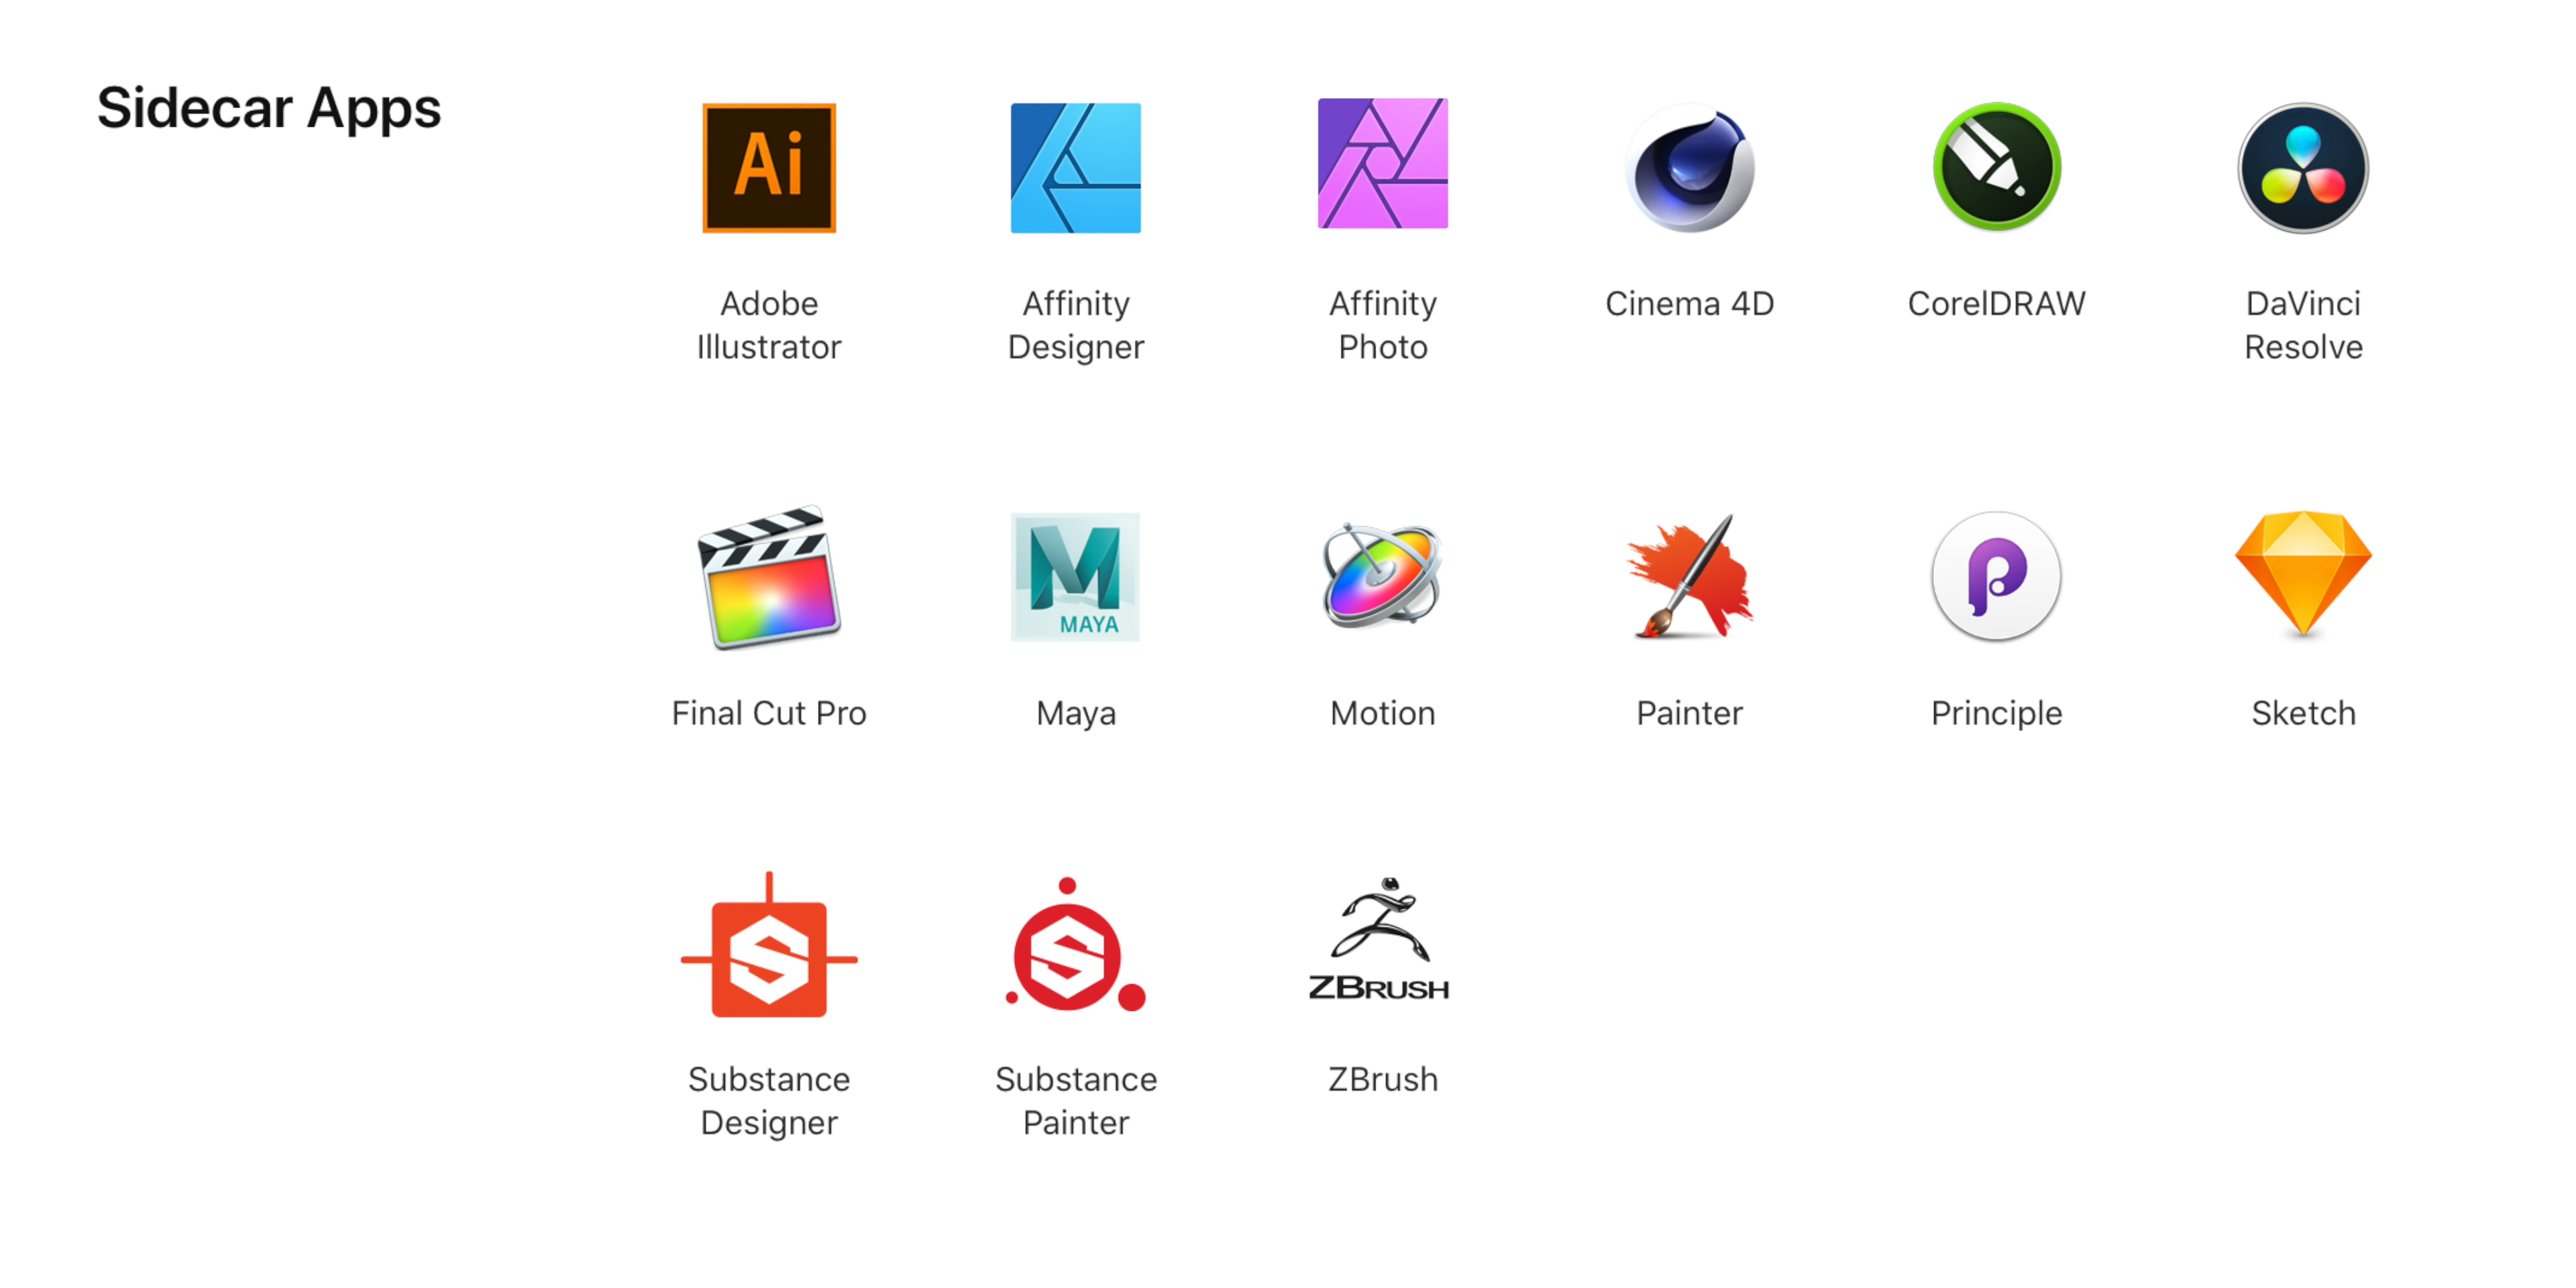 Sidecar Apps
Ai
Adobe
Illustrator
Affinity
Designer
Affinity
Photo
Cinema 4D
CorelDRAW
DaVinci
Resolve
Final Cut Pro
M
MAYA
Maya
Motion
Painter
Principle
Sketch
Substance
Designer
Substance
Painter
ZBRUSH
ZBrush